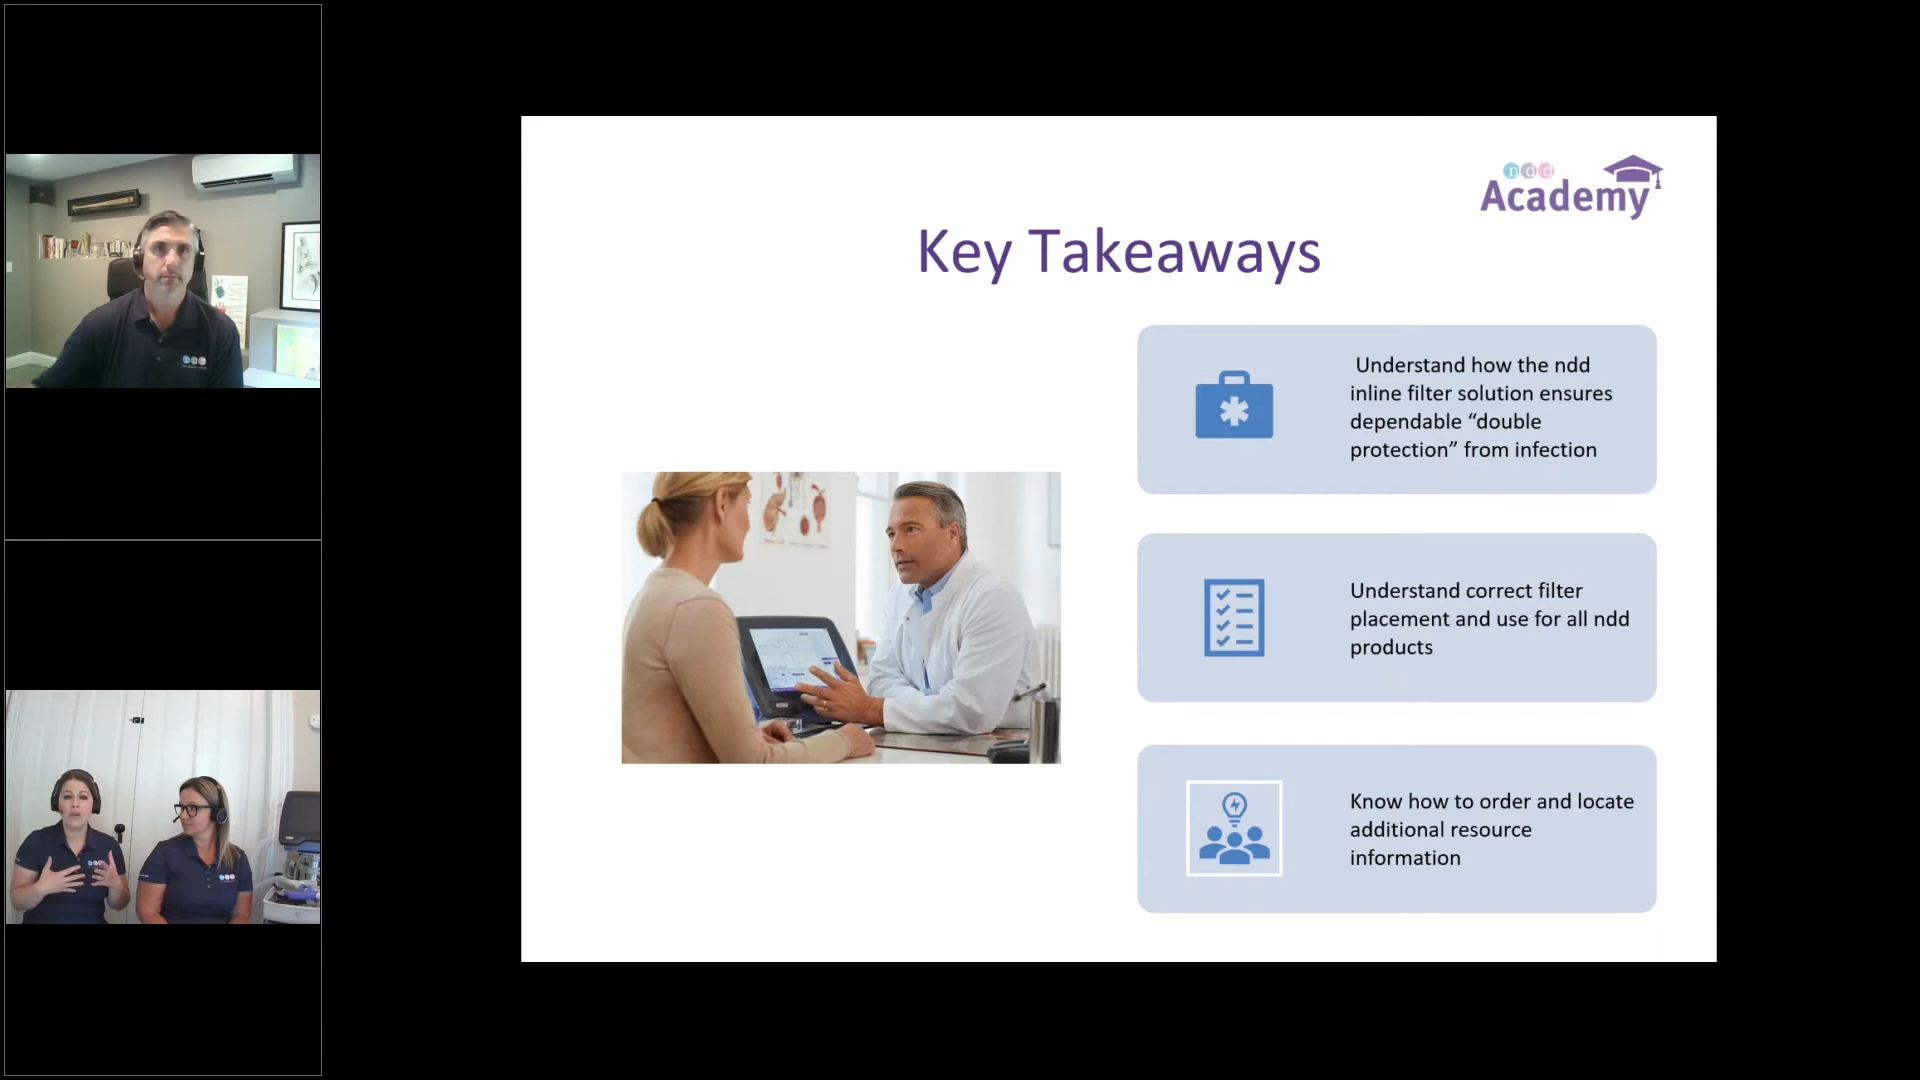 ndd
Academy
Key Takeaways
Understand how the ndd
inline filter solution ensures
dependable “double
protection” from infection
Understand correct filter
placement and use for all ndd
products
Know how to order and locate
additional resource
information